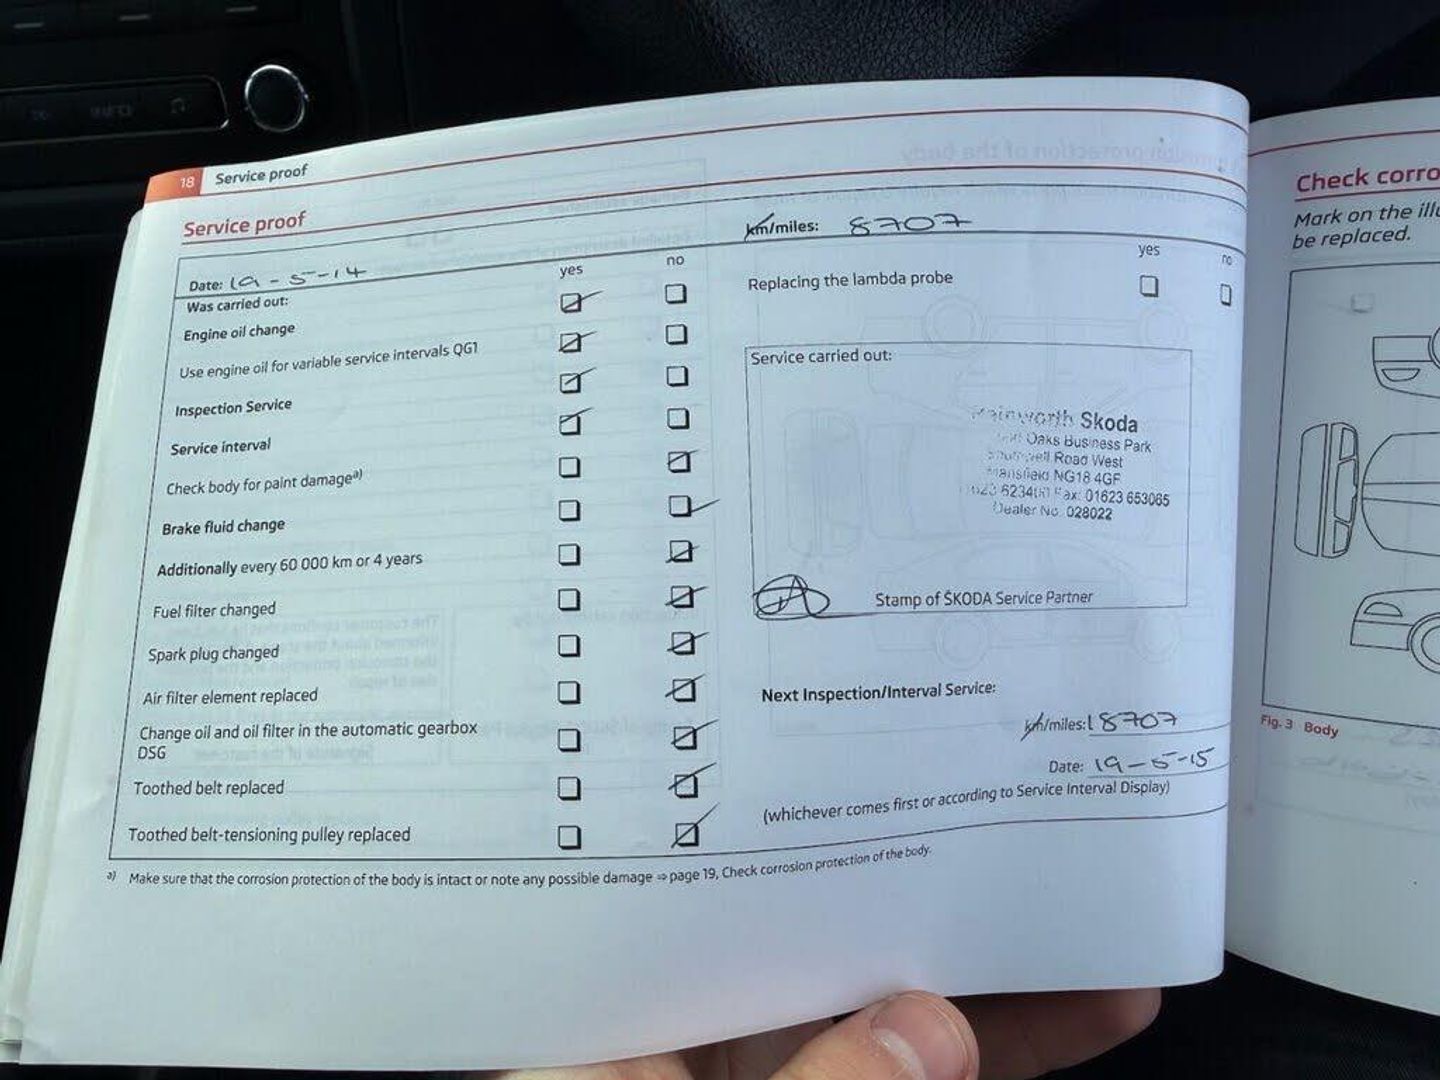 18 Service proof
Service proof
km/miles: 8707
Date: 19-5-14
yes no
Was carried out:
Engine oil change
Use engine oil for variable service intervals QG1
Inspection Service
Service interval
Check body for paint damage a)
Brake fluid change
Additionally every 60 000 km or 4 years
Fuel filter changed
Spark plug changed
Air filter element replaced
Change oil and oil filter in the automatic gearbox
DSG
Toothed belt replaced
Toothed belt-tensioning pulley replaced
yes no
Replacing the lambda probe
Service carried out:
Skoda
Oaks Business Park
Road West
Mansfield NG18 4GF
Fax: 01623 653065
Dealer No. 028022
Stamp of ŠKODA Service Partner
Next Inspection/Interval Service:
km/miles: 18707
Date: 19-5-15
(whichever comes first or according to Service Interval Display)
a) Make sure that the corrosion protection of the body is intact or note any possible damage ⇒ page 19, Check corrosion protection of the body.
Check corro
Mark on the illu
be replaced.
Fig. 3 Body